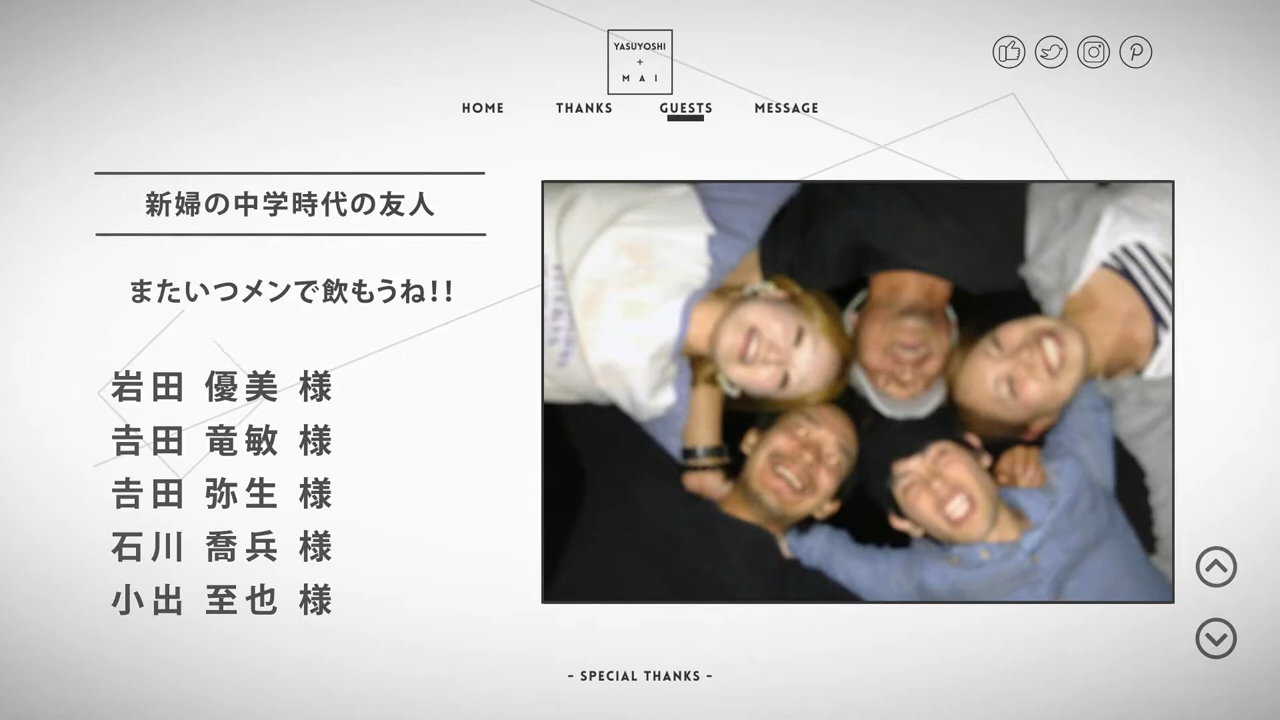 YASUYOSHI
+
MAI
HOME THANKS GUESTS MESSAGE
新婦の中学時代の友人
またいつメンで飲もうね!!
岩田 優美 様
𠮷田 竜敏 様
𠮷田 弥生 様
石川 喬兵 様
小出 至也 様
- SPECIAL THANKS -